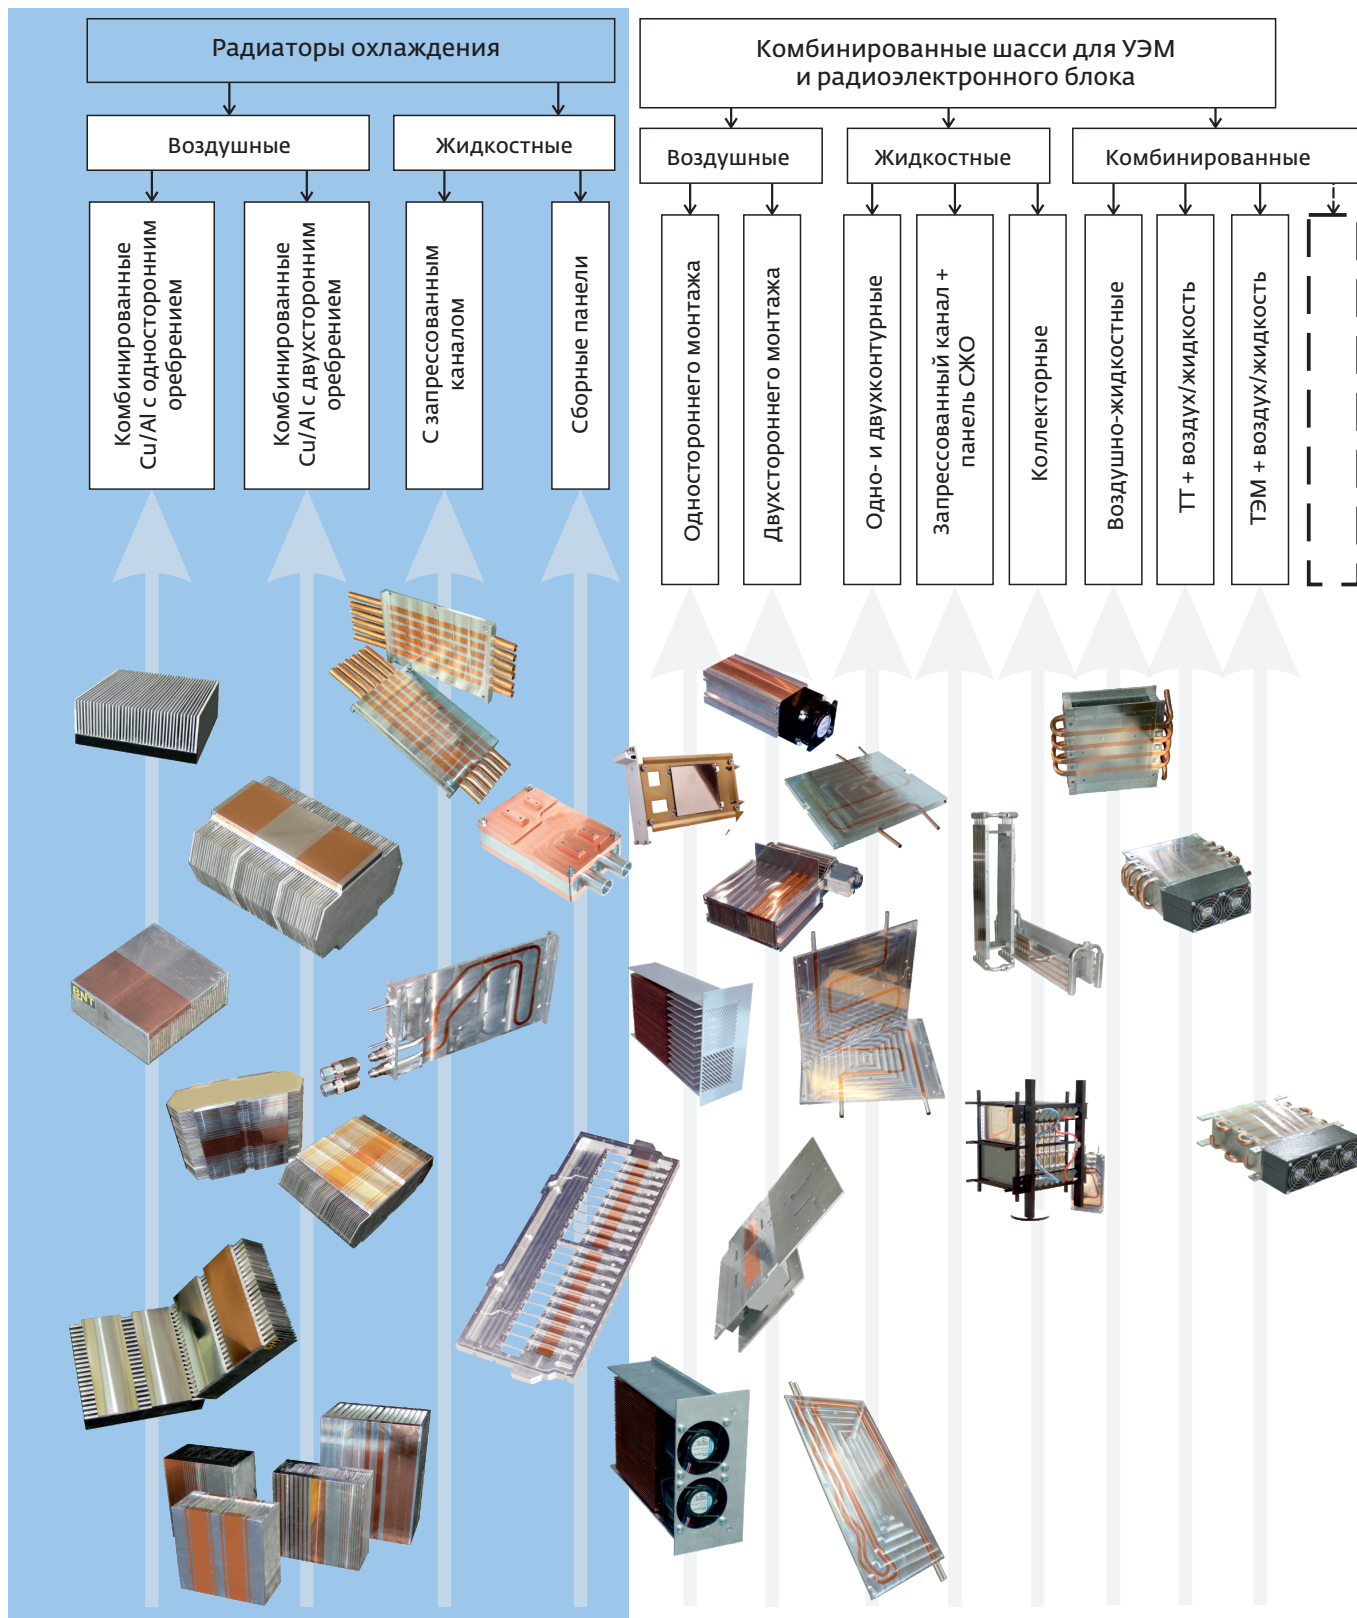 Радиаторы охлаждения
Воздушные
Жидкостные
Комбинированные
Cu/Al с односторонним
оребрением
Комбинированные
Cu/Al с двухсторонним
оребрением
С запрессованным
каналом
Сборные панели
Комбинированные шасси для УЭМ
и радиоэлектронного блока
Воздушные
Жидкостные
Комбинированные
Одностороннего монтажа
Двухстороннего монтажа
Одно- и двухконтурные
Запрессованный канал +
панель СЖО
Коллекторные
Воздушно-жидкостные
ТТ + воздух/жидкость
ТЭМ + воздух/жидкость